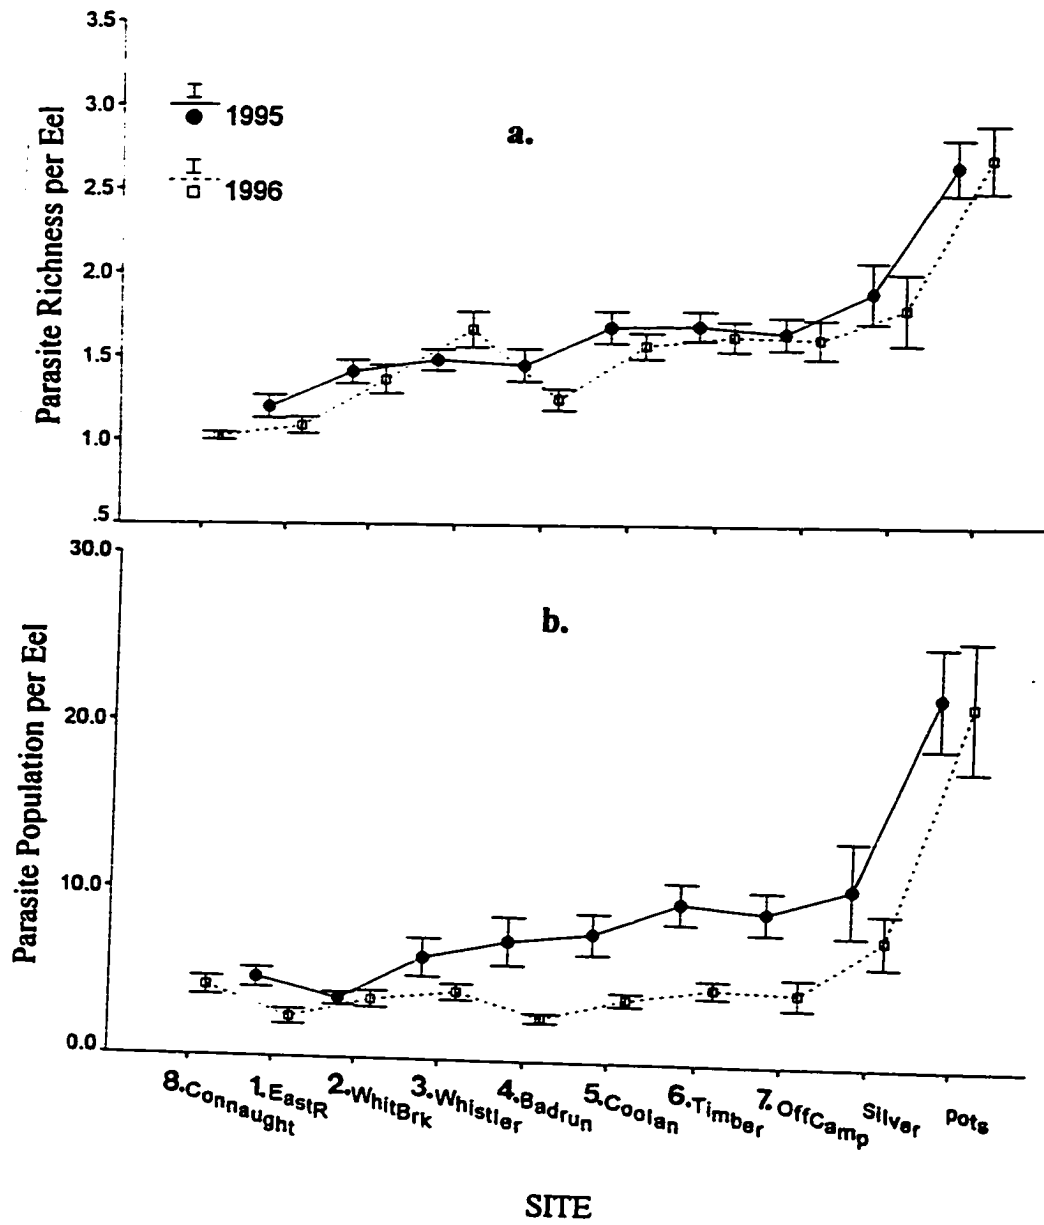 3.5
3.0
2.5
2.0
1.5
1.0
.5
Parasite Richness per Eel
1995
1996
a.
30.0
20.0
10.0
0.0
Parasite Population per Eel
b.
8.Connaught
1.EastR
2.WhitBrk
3.Whistler
4.Badrun
5.Coolan
6.Timber
7.OffCamp
Silver
Pots
SITE